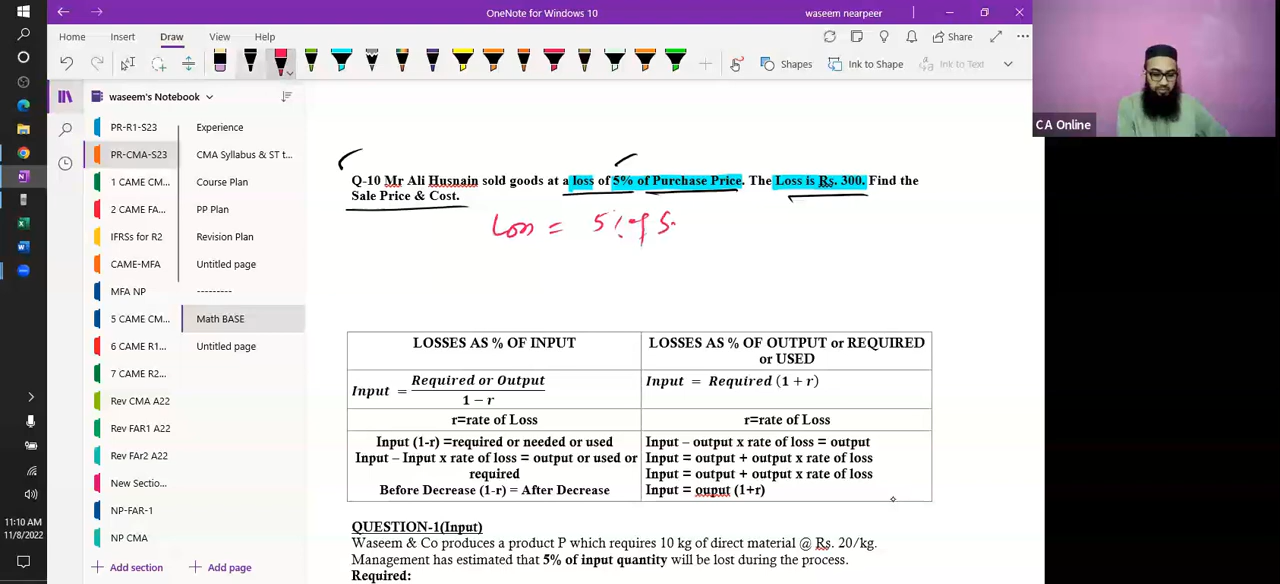 OneNote for Windows 10
waseem nearpeer
Home Insert Draw View Help
Share
Shapes Ink to Shape Ink to Text
waseem's Notebook
PR-R1-S23
PR-CMA-S23
1 CAME CM...
2 CAME FA...
IFRSs for R2
CAME-MFA
MFA NP
5 CAME CM...
6 CAME R1...
7 CAME R2...
Rev CMA A22
Rev FAR1 A22
Rev FAr2 A22
New Sectio...
NP-FAR-1
NP CMA
Add section
Experience
CMA Syllabus & ST t...
Course Plan
PP Plan
Revision Plan
Untitled page
---------
Math BASE
Untitled page
Add page
Q-10 Mr Ali Husnain sold goods at a loss of 5% of Purchase Price. The Loss is Rs. 300. Find the
Sale Price & Cost.
Loss = 5% of S
LOSSES AS % OF INPUT
LOSSES AS % OF OUTPUT or REQUIRED
or USED
Input = Required or Output / 1 − r
Input = Required (1 + r)
r=rate of Loss
r=rate of Loss
Input (1-r) =required or needed or used
Input – Input x rate of loss = output or used or
required
Before Decrease (1-r) = After Decrease
Input – output x rate of loss = output
Input = output + output x rate of loss
Input = output + output x rate of loss
Input = ouput (1+r)
QUESTION-1(Input)
Waseem & Co produces a product P which requires 10 kg of direct material @ Rs. 20/kg.
Management has estimated that 5% of input quantity will be lost during the process.
Required:
CA Online
11:10 AM
11/8/2022